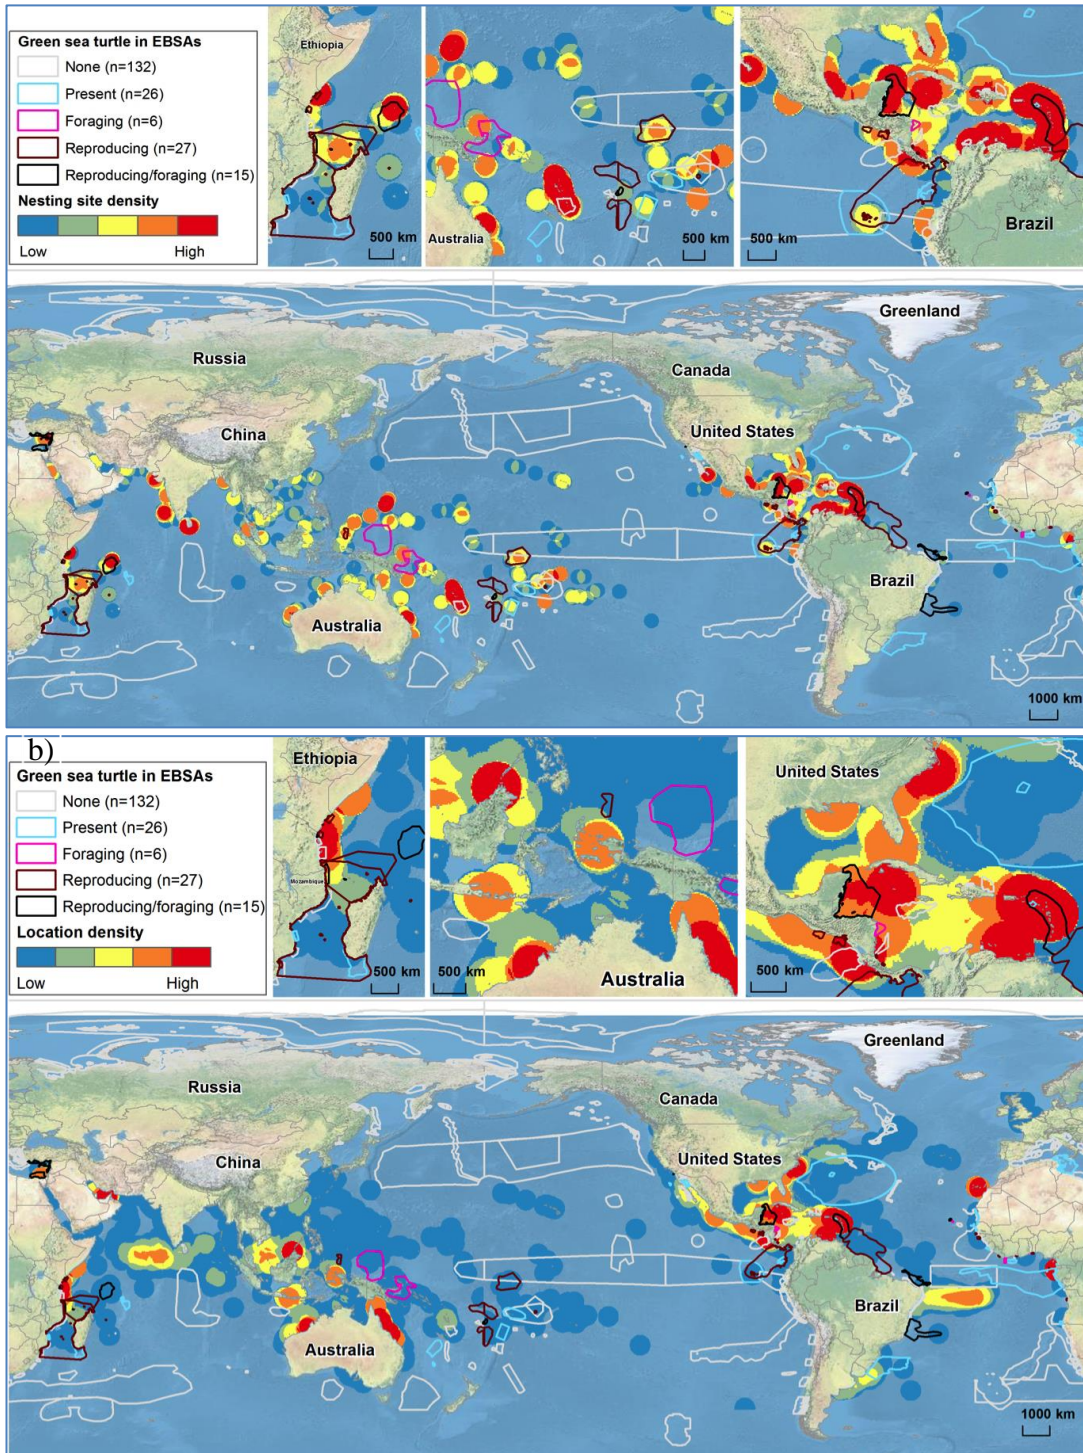 Green sea turtle in EBSAs
None (n=132)
Present (n=26)
Foraging (n=6)
Reproducing (n=27)
Reproducing/foraging (n=15)
Nesting site density
Low High
Ethiopia
500 km
Australia
500 km
500 km
Brazil
Greenland
Russia
Canada
China
United States
Brazil
Australia
1000 km
b)
Green sea turtle in EBSAs
None (n=132)
Present (n=26)
Foraging (n=6)
Reproducing (n=27)
Reproducing/foraging (n=15)
Location density
Low High
Ethiopia
Mozambique
500 km
500 km
Australia
United States
500 km
Greenland
Russia
Canada
China
United States
Brazil
Australia
1000 km